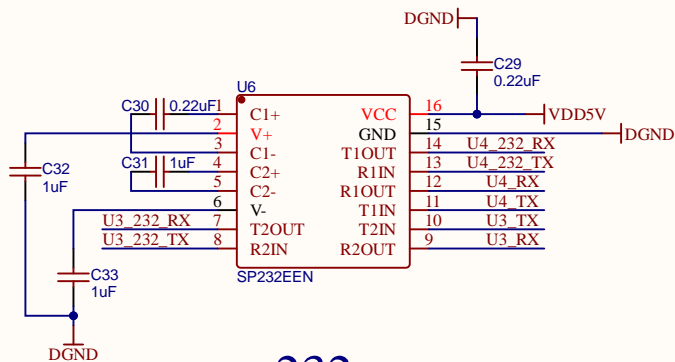 DGND
C29
0.22uF
U6
C30 0.22uF
1 C1+ VCC 16 VDD5V
2 V+ GND 15 DGND
3 C1- T1OUT 14 U4_232_RX
C31 1uF 4 C2+ R1IN 13 U4_232_TX
C32
1uF
5 C2- R1OUT 12 U4_RX
6 V- T1IN 11 U4_TX
U3_232_RX 7 T2OUT T2IN 10 U3_TX
U3_232_TX 8 R2IN R2OUT 9 U3_RX
SP232EEN
C33
1uF
DGND